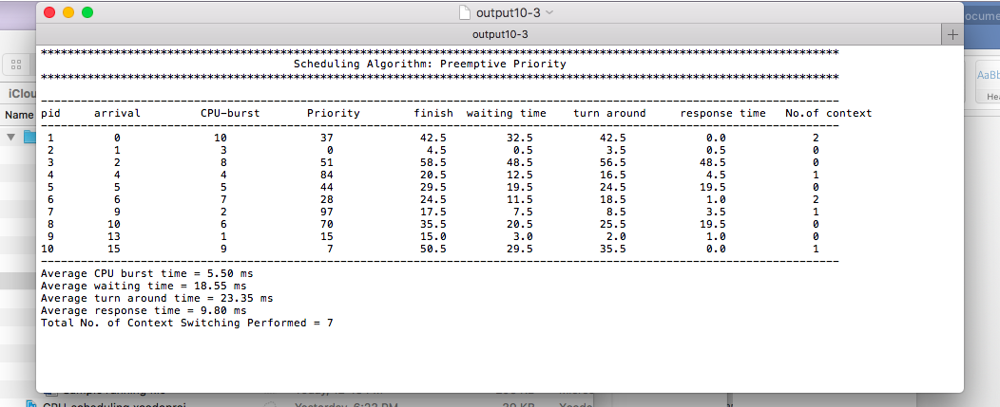 output10-3
ocume
output10-3
+
****************************************************************************************************
Scheduling Algorithm: Preemptive Priority
****************************************************************************************************
AaBb
iClou
Hea
Name
pid arrival CPU-burst Priority finish waiting time turn around response time No.of context
1 0 10 37 42.5 32.5 42.5 0.0 2
2 1 3 0 4.5 0.5 3.5 0.5 0
3 2 8 51 58.5 48.5 56.5 48.5 0
4 4 4 84 20.5 12.5 16.5 4.5 1
5 5 5 44 29.5 19.5 24.5 19.5 0
6 6 7 28 24.5 11.5 18.5 1.0 2
7 9 2 97 17.5 7.5 8.5 3.5 1
8 10 6 70 35.5 20.5 25.5 19.5 0
9 13 1 15 15.0 3.0 2.0 1.0 0
10 15 9 7 50.5 29.5 35.5 0.0 1
Average CPU burst time = 5.50 ms
Average waiting time = 18.55 ms
Average turn around time = 23.35 ms
Average response time = 9.80 ms
Total No. of Context Switching Performed = 7